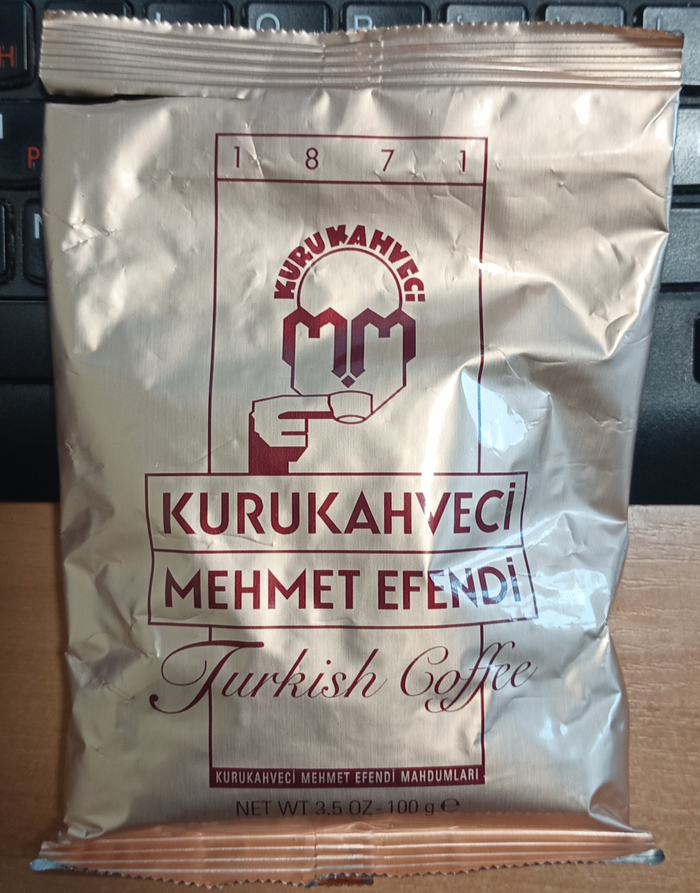 1 8 7 1
KURUKAHVECİ
MM
KURUKAHVECİ
MEHMET EFENDİ
Turkish Coffee
KURUKAHVECİ MEHMET EFENDİ MAHDUMLARI
NET WT 3,5 OZ - 100 g ℮